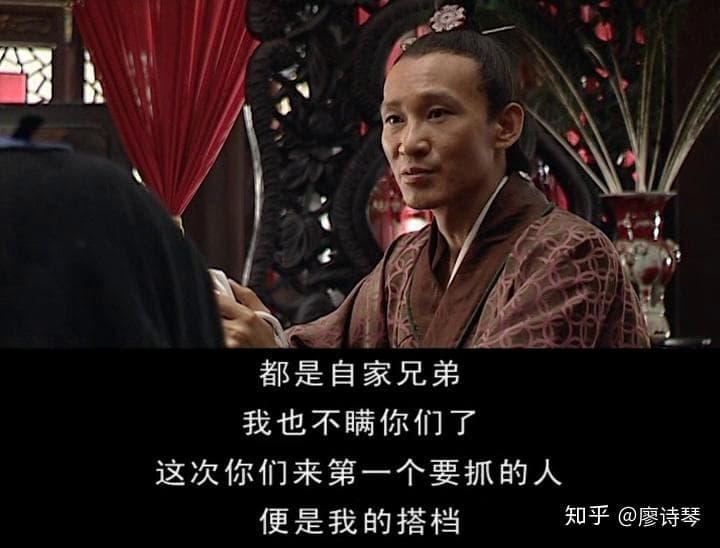 都是自家兄弟
我也不瞒你们了
这次你们来第一个要抓的人
便是我的搭档
知乎 @廖诗琴